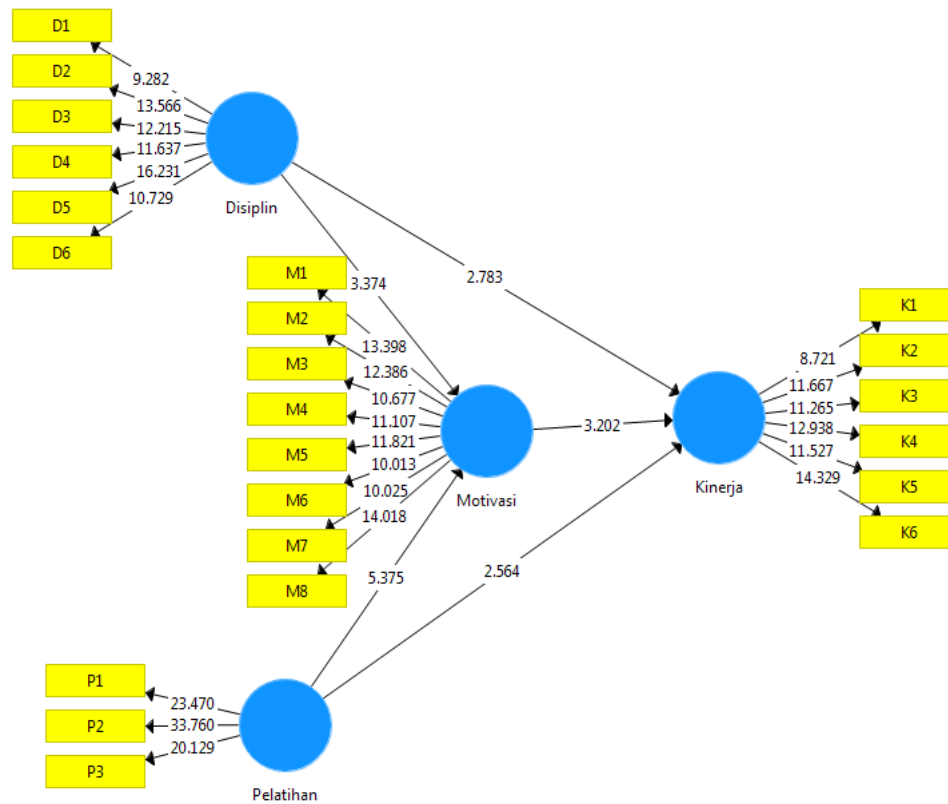 D1
D2
D3
D4
D5
D6
9.282
13.566
12.215
11.637
16.231
10.729
Disiplin
3.374
2.783
M1
M2
M3
M4
M5
M6
M7
M8
13.398
12.386
10.677
11.107
11.821
10.013
10.025
14.018
Motivasi
3.202
K1
K2
K3
K4
K5
K6
8.721
11.667
11.265
12.938
11.527
14.329
Kinerja
5.375
2.564
P1
P2
P3
23.470
33.760
20.129
Pelatihan